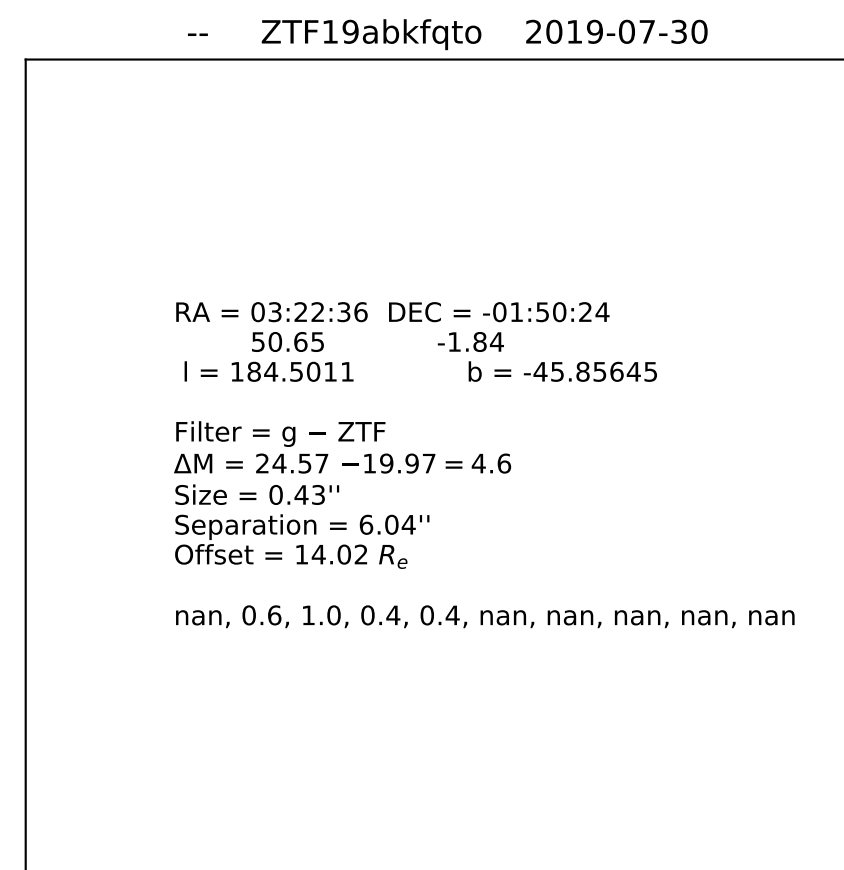 -- ZTF19abkfqto 2019-07-30
RA = 03:22:36 DEC = -01:50:24
50.65 -1.84
l = 184.5011 b = -45.85645
Filter = g − ZTF
ΔM = 24.57 −19.97 = 4.6
Size = 0.43''
Separation = 6.04''
Offset = 14.02 Re
nan, 0.6, 1.0, 0.4, 0.4, nan, nan, nan, nan, nan